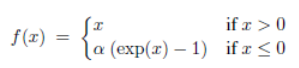 f(x) = { x if x > 0
α (exp(x) − 1) if x ≤ 0